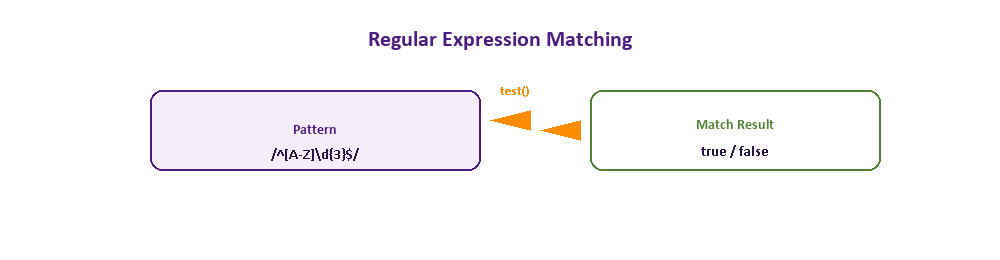 Regular Expression Matching
test()
Pattern
/^[A-Z]\d{3}$/
Match Result
true / false